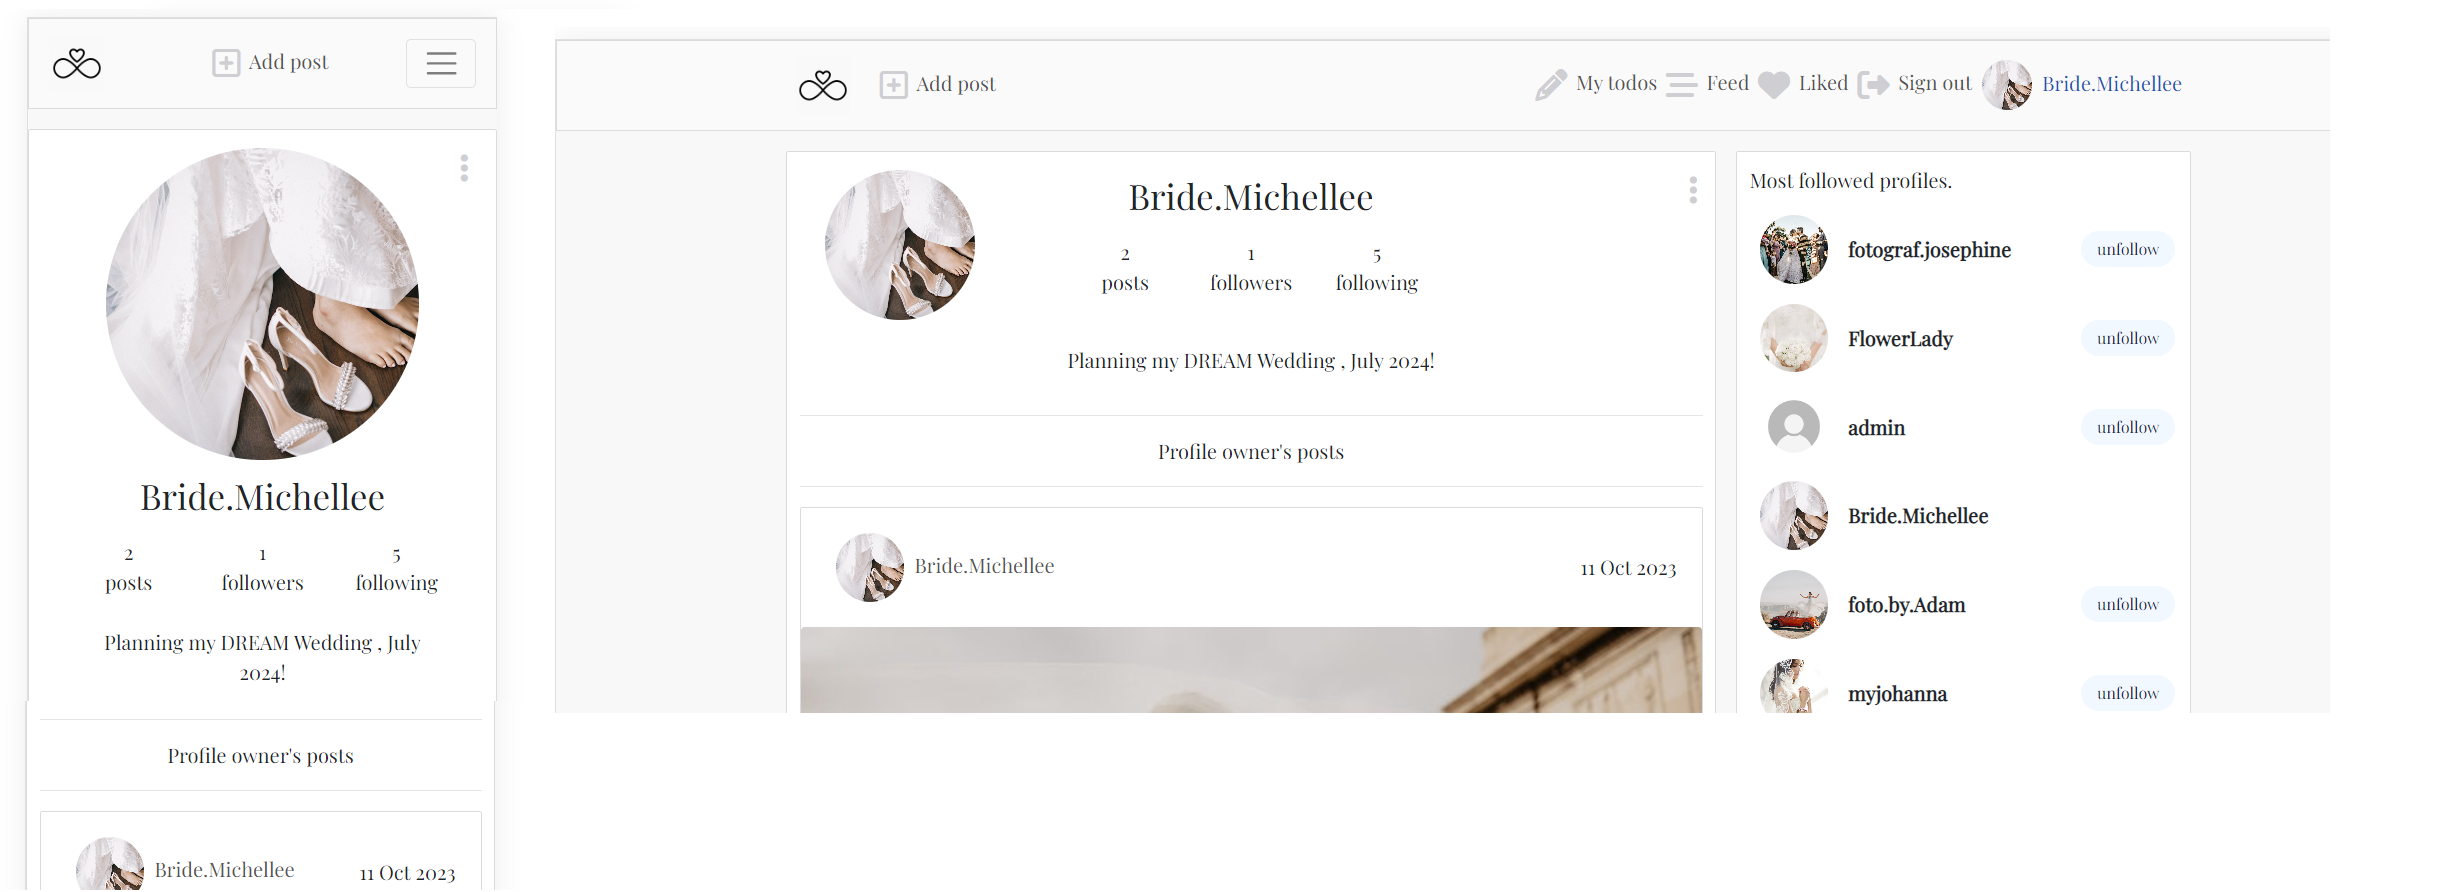 Add post
Bride.Michellee
2 1 5
posts followers following
Planning my DREAM Wedding , July
2024!
Profile owner's posts
Bride.Michellee 11 Oct 2023
Add post My todos Feed Liked Sign out Bride.Michellee
Bride.Michellee
2 1 5
posts followers following
Planning my DREAM Wedding , July 2024!
Profile owner's posts
Bride.Michellee 11 Oct 2023
Most followed profiles.
fotograf.josephine unfollow
FlowerLady unfollow
admin unfollow
Bride.Michellee
foto.by.Adam unfollow
myjohanna unfollow